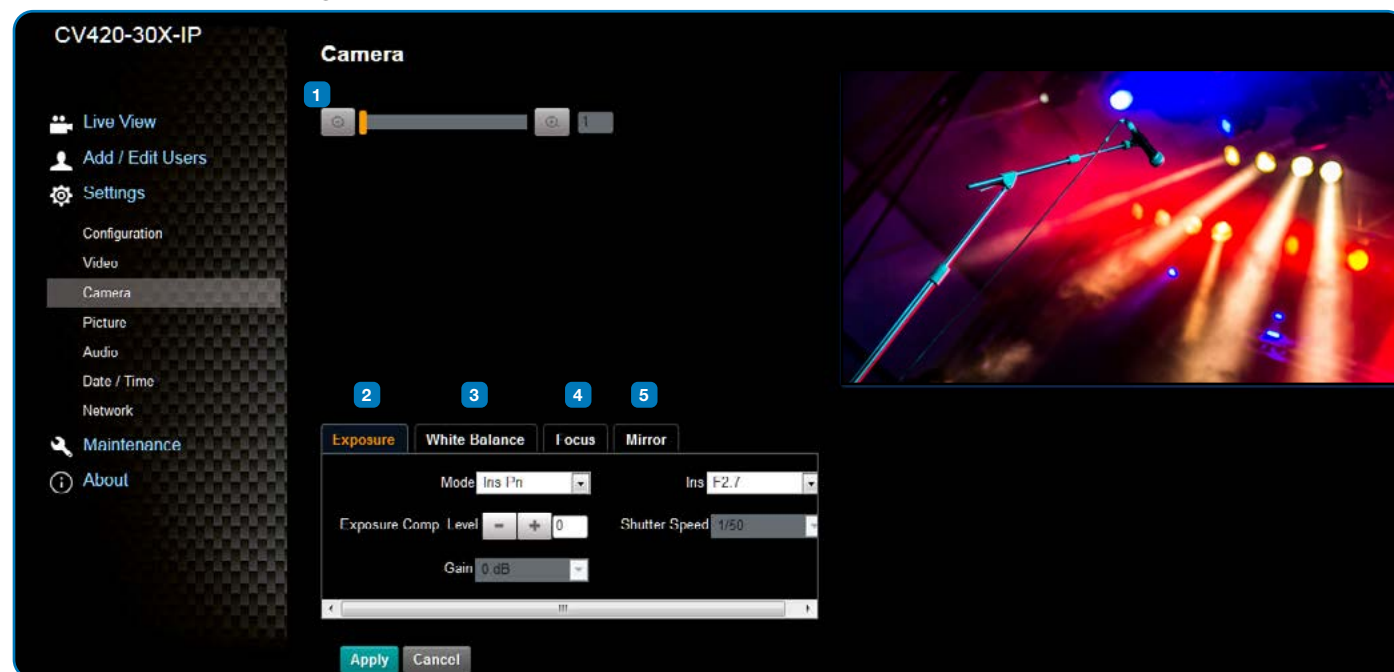 CV420-30X-IP
Live View
Add / Edit Users
Settings
Configuration
Video
Camera
Picture
Audio
Date / Time
Network
Maintenance
About
Camera
1
1
2 3 4 5
Exposure White Balance Focus Mirror
Mode Iris Pri Iris F2.7
Exposure Comp. Level - + 0 Shutter Speed 1/50
Gain 0 dB
Apply Cancel